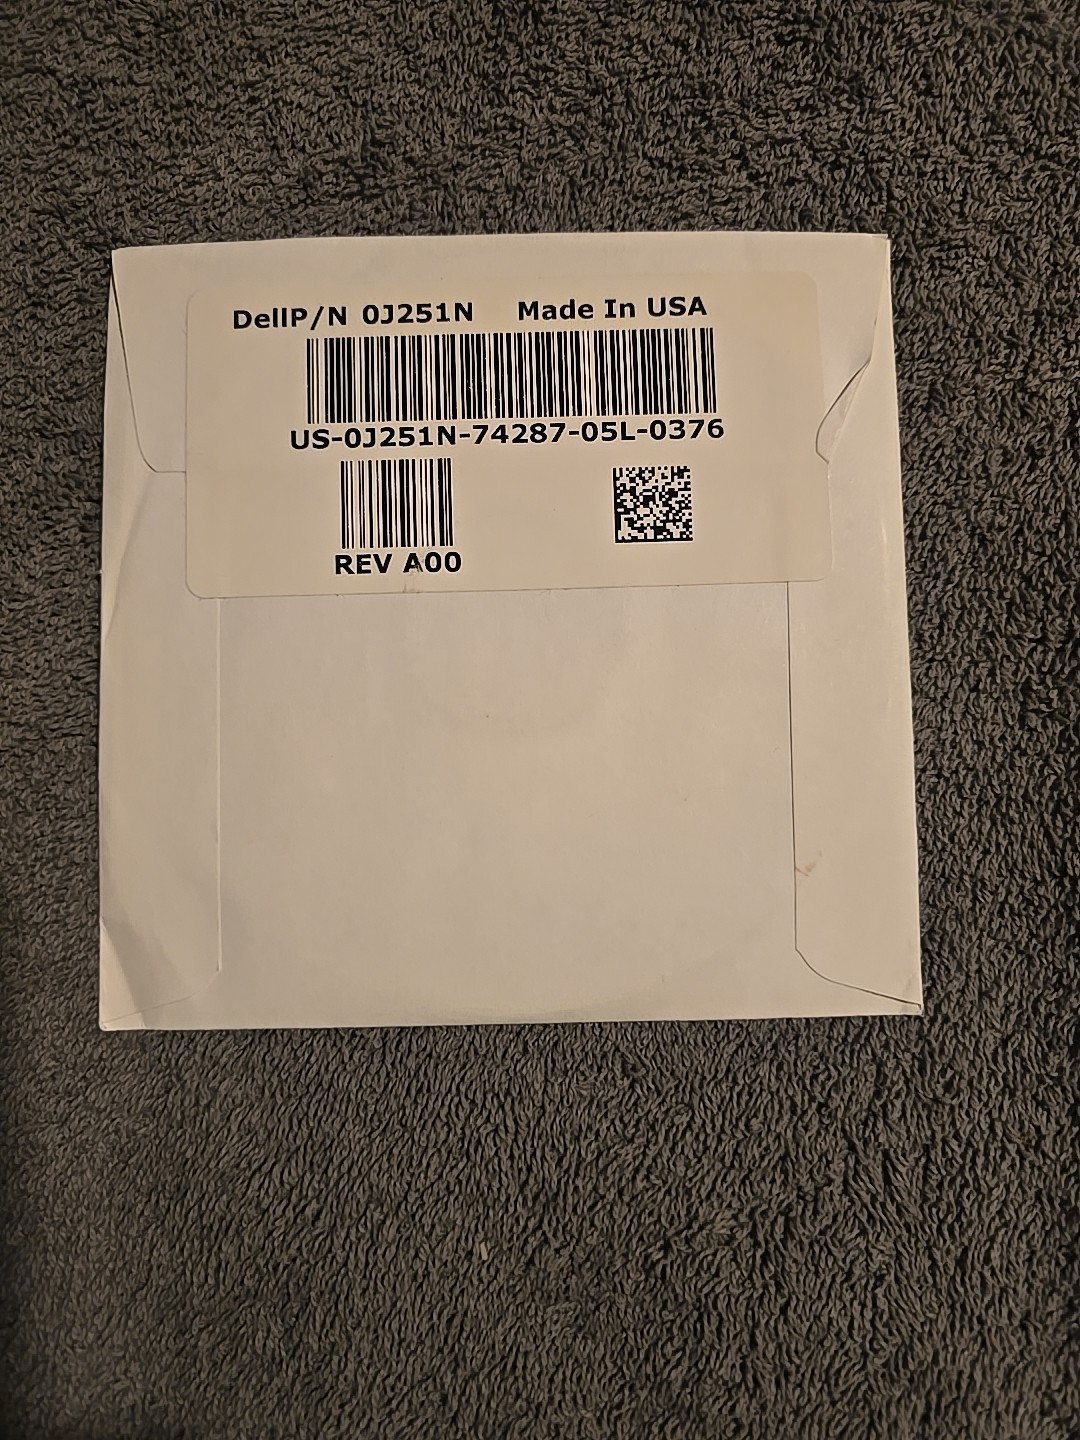 DellP/N 0J251N Made In USA
US-0J251N-74287-05L-0376
REV A00